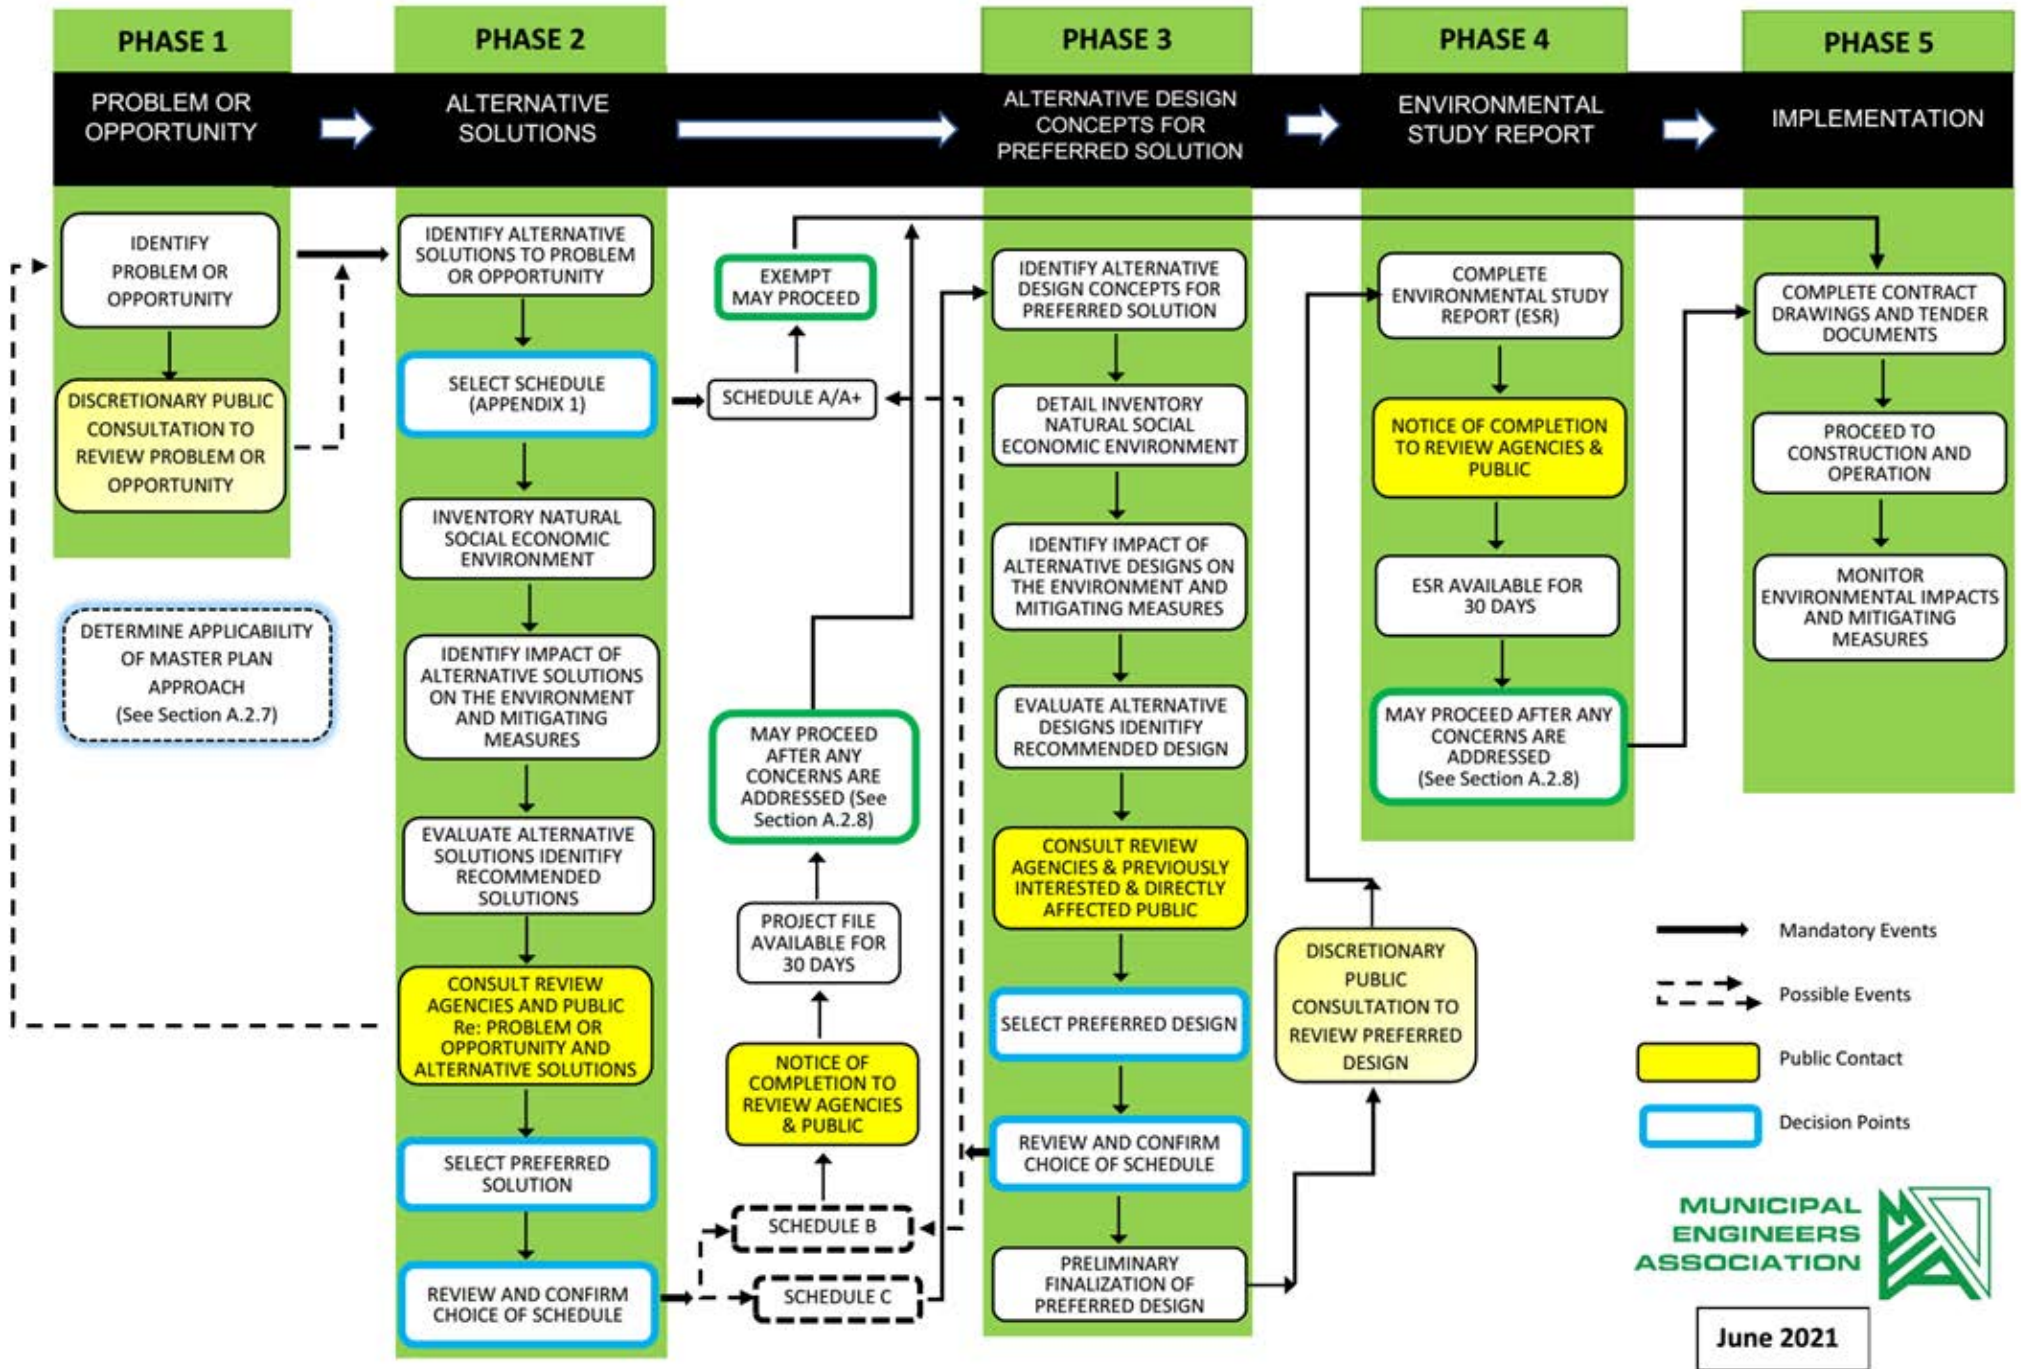 PHASE 1
PHASE 2
PHASE 3
PHASE 4
PHASE 5
PROBLEM OR
OPPORTUNITY
ALTERNATIVE
SOLUTIONS
ALTERNATIVE DESIGN
CONCEPTS FOR
PREFERRED SOLUTION
ENVIRONMENTAL
STUDY REPORT
IMPLEMENTATION
IDENTIFY
PROBLEM OR
OPPORTUNITY
DISCRETIONARY PUBLIC
CONSULTATION TO
REVIEW PROBLEM OR
OPPORTUNITY
DETERMINE APPLICABILITY
OF MASTER PLAN
APPROACH
(See Section A.2.7)
IDENTIFY ALTERNATIVE
SOLUTIONS TO PROBLEM
OR OPPORTUNITY
SELECT SCHEDULE
(APPENDIX 1)
INVENTORY NATURAL
SOCIAL ECONOMIC
ENVIRONMENT
IDENTIFY IMPACT OF
ALTERNATIVE SOLUTIONS
ON THE ENVIRONMENT
AND MITIGATING
MEASURES
EVALUATE ALTERNATIVE
SOLUTIONS IDENITIFY
RECOMMENDED
SOLUTIONS
CONSULT REVIEW
AGENCIES AND PUBLIC
Re: PROBLEM OR
OPPORTUNITY AND
ALTERNATIVE SOLUTIONS
SELECT PREFERRED
SOLUTION
REVIEW AND CONFIRM
CHOICE OF SCHEDULE
EXEMPT
MAY PROCEED
SCHEDULE A/A+
MAY PROCEED
AFTER ANY
CONCERNS ARE
ADDRESSED (See
Section A.2.8)
PROJECT FILE
AVAILABLE FOR
30 DAYS
NOTICE OF
COMPLETION TO
REVIEW AGENCIES
& PUBLIC
SCHEDULE B
SCHEDULE C
IDENTIFY ALTERNATIVE
DESIGN CONCEPTS FOR
PREFERRED SOLUTION
DETAIL INVENTORY
NATURAL SOCIAL
ECONOMIC ENVIRONMENT
IDENTIFY IMPACT OF
ALTERNATIVE DESIGNS ON
THE ENVIRONMENT AND
MITIGATING MEASURES
EVALUATE ALTERNATIVE
DESIGNS IDENITIFY
RECOMMENDED DESIGN
CONSULT REVIEW
AGENCIES & PREVIOUSLY
INTERESTED & DIRECTLY
AFFECTED PUBLIC
SELECT PREFERRED DESIGN
REVIEW AND CONFIRM
CHOICE OF SCHEDULE
PRELIMINARY
FINALIZATION OF
PREFERRED DESIGN
DISCRETIONARY
PUBLIC
CONSULTATION TO
REVIEW PREFERRED
DESIGN
COMPLETE
ENVIRONMENTAL STUDY
REPORT (ESR)
NOTICE OF COMPLETION
TO REVIEW AGENCIES &
PUBLIC
ESR AVAILABLE FOR
30 DAYS
MAY PROCEED AFTER ANY
CONCERNS ARE
ADDRESSED
(See Section A.2.8)
COMPLETE CONTRACT
DRAWINGS AND TENDER
DOCUMENTS
PROCEED TO
CONSTRUCTION AND
OPERATION
MONITOR
ENVIRONMENTAL IMPACTS
AND MITIGATING
MEASURES
Mandatory Events
Possible Events
Public Contact
Decision Points
MUNICIPAL
ENGINEERS
ASSOCIATION
June 2021